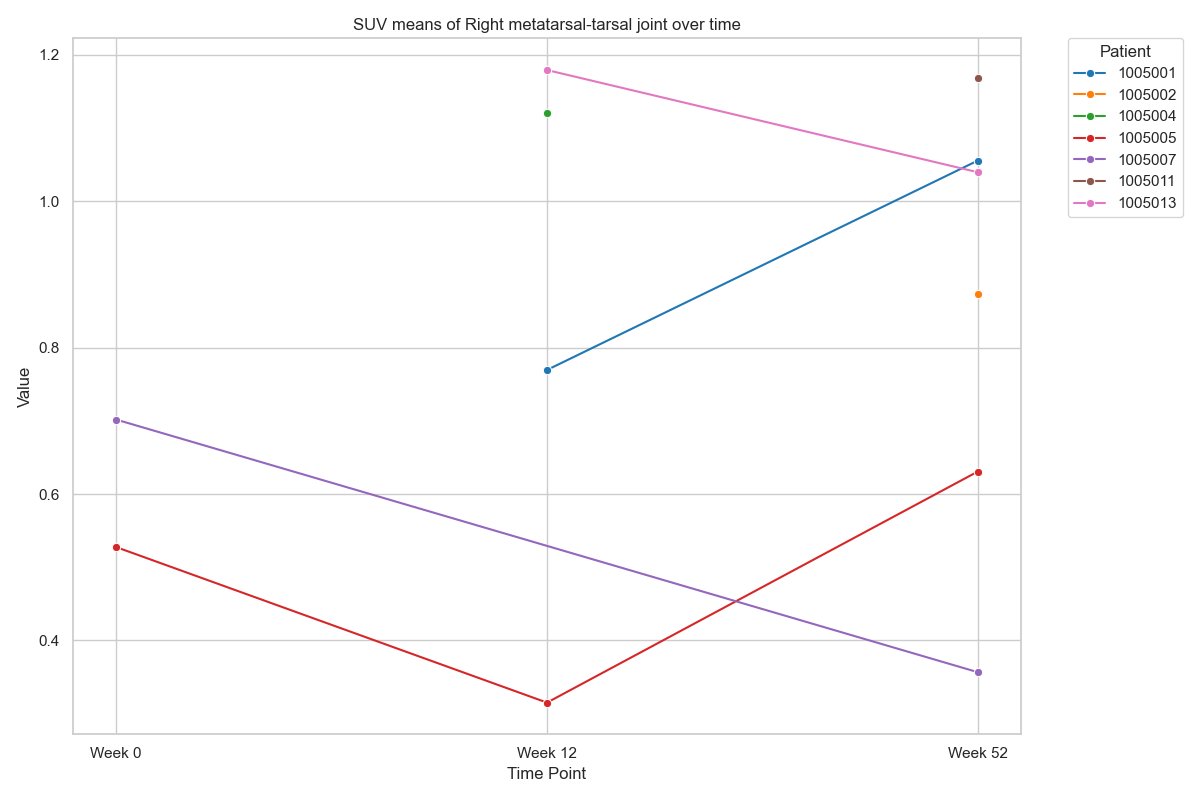 SUV means of Right metatarsal-tarsal joint over time
Patient
1005001
1005002
1005004
1005005
1005007
1005011
1005013
Value
1.2
1.0
0.8
0.6
0.4
Week 0
Week 12
Week 52
Time Point